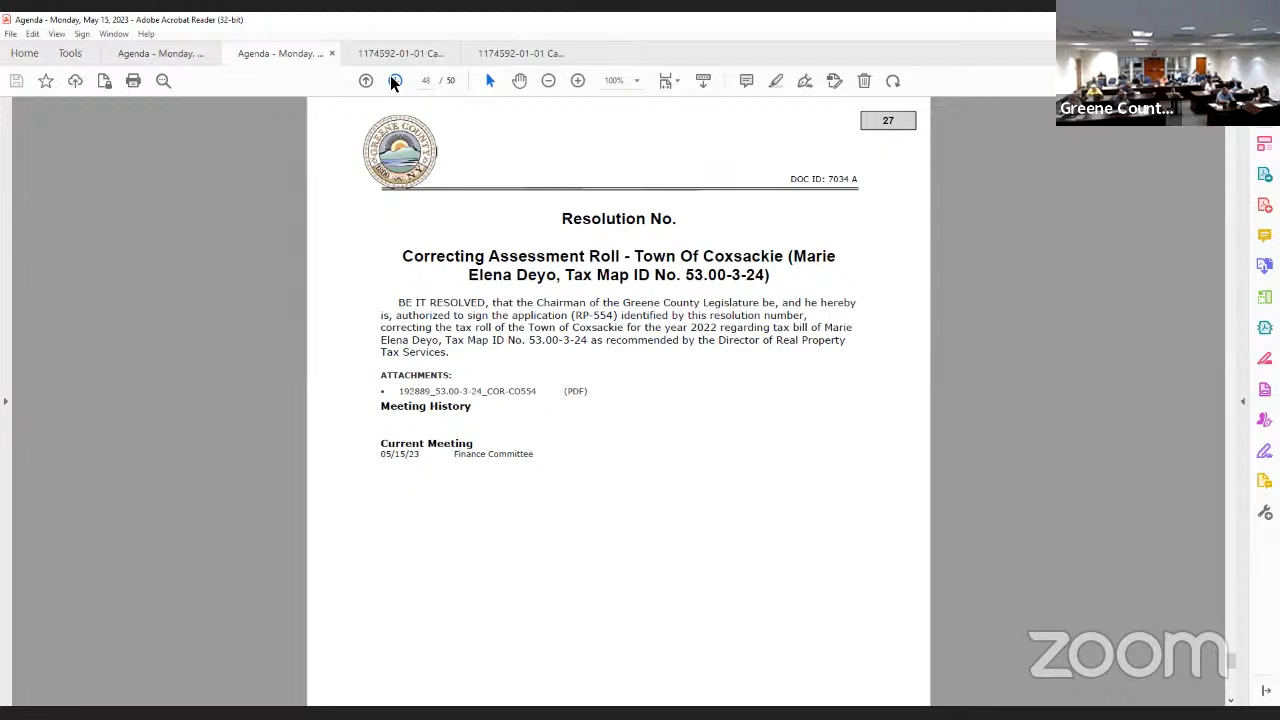 Agenda - Monday, May 15, 2023 - Adobe Acrobat Reader (32-bit)
File Edit View Sign Window Help
Home Tools Agenda - Monday, ... Agenda - Monday, ... × 1174592-01-01 Ca... 1174592-01-01 Ca...
48 / 50 100%
Greene Count...
27
GREENE COUNTY
1800 N.Y.
DOC ID: 7034 A
Resolution No.
Correcting Assessment Roll - Town Of Coxsackie (Marie
Elena Deyo, Tax Map ID No. 53.00-3-24)
BE IT RESOLVED, that the Chairman of the Greene County Legislature be, and he hereby
is, authorized to sign the application (RP-554) identified by this resolution number,
correcting the tax roll of the Town of Coxsackie for the year 2022 regarding tax bill of Marie
Elena Deyo, Tax Map ID No. 53.00-3-24 as recommended by the Director of Real Property
Tax Services.
ATTACHMENTS:
• 192889_53.00-3-24_COR-CO554 (PDF)
Meeting History
Current Meeting
05/15/23 Finance Committee
zoom